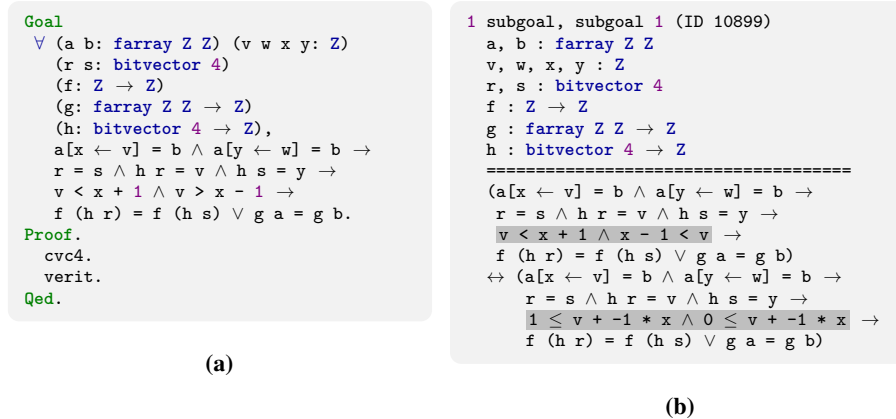 Goal
∀ (a b: farray Z Z) (v w x y: Z)
(r s: bitvector 4)
(f: Z → Z)
(g: farray Z Z → Z)
(h: bitvector 4 → Z),
a[x ← v] = b ∧ a[y ← w] = b →
r = s ∧ h r = v ∧ h s = y →
v < x + 1 ∧ v > x - 1 →
f (h r) = f (h s) ∨ g a = g b.
Proof.
cvc4.
verit.
Qed.
(a)
1 subgoal, subgoal 1 (ID 10899)
a, b : farray Z Z
v, w, x, y : Z
r, s : bitvector 4
f : Z → Z
g : farray Z Z → Z
h : bitvector 4 → Z
=====================================
(a[x ← v] = b ∧ a[y ← w] = b →
r = s ∧ h r = v ∧ h s = y →
v < x + 1 ∧ x - 1 < v →
f (h r) = f (h s) ∨ g a = g b)
↔ (a[x ← v] = b ∧ a[y ← w] = b →
r = s ∧ h r = v ∧ h s = y →
1 ≤ v + -1 * x ∧ 0 ≤ v + -1 * x →
f (h r) = f (h s) ∨ g a = g b)
(b)